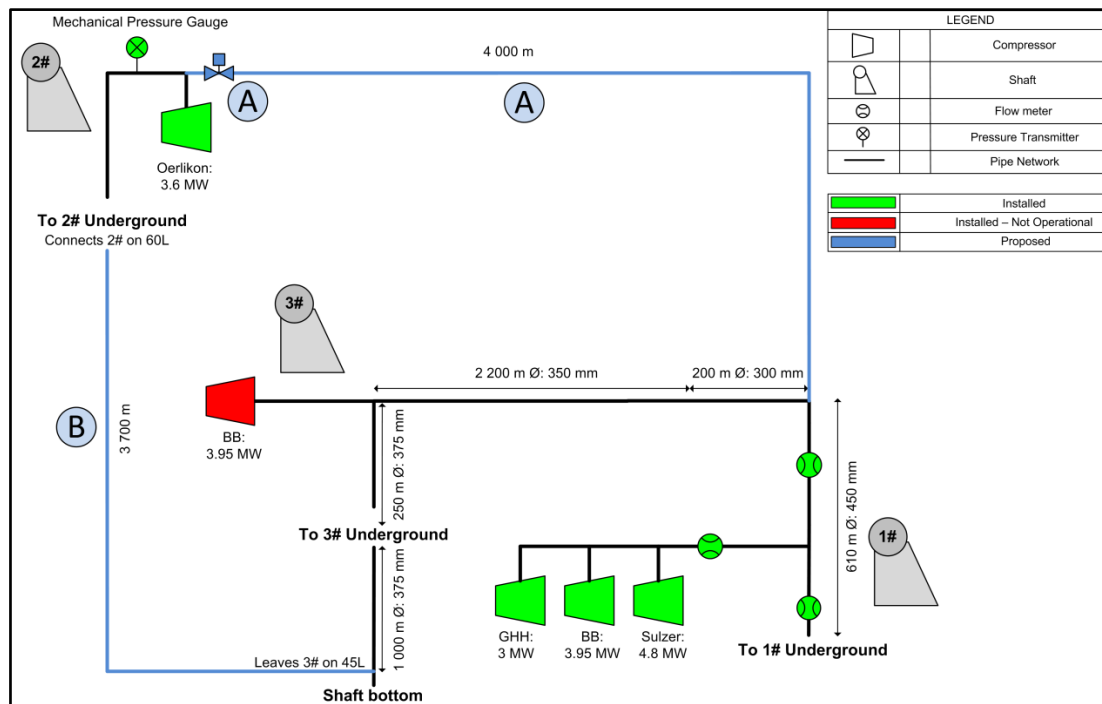 Mechanical Pressure Gauge
2#
4 000 m
A
A
Oerlikon:
3.6 MW
To 2# Underground
Connects 2# on 60L
3#
2 200 m Ø: 350 mm
200 m Ø: 300 mm
B
3 700 m
BB:
3.95 MW
250 m Ø: 375 mm
To 3# Underground
1 000 m Ø: 375 mm
610 m Ø: 450 mm
1#
GHH:
3 MW
BB:
3.95 MW
Sulzer:
4.8 MW
To 1# Underground
Leaves 3# on 45L
Shaft bottom
LEGEND
Compressor
Shaft
Flow meter
Pressure Transmitter
Pipe Network
Installed
Installed – Not Operational
Proposed